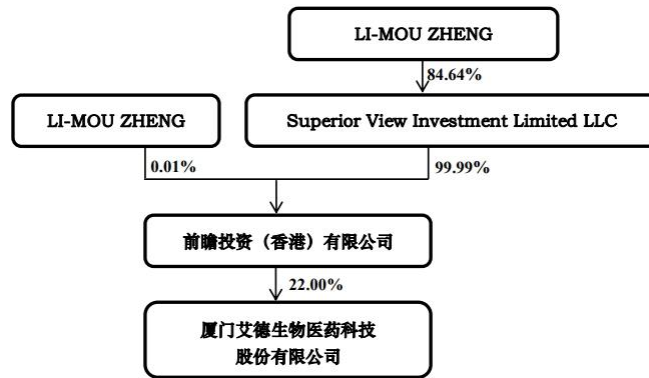 LI-MOU ZHENG
84.64%
LI-MOU ZHENG
Superior View Investment Limited LLC
0.01%
99.99%
前瞻投资（香港）有限公司
22.00%
厦门艾德生物医药科技
股份有限公司